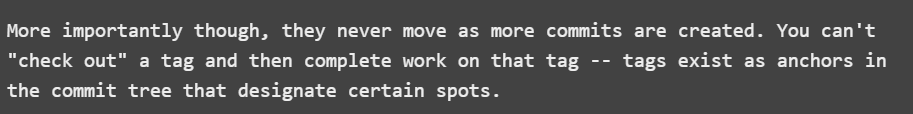 More importantly though, they never move as more commits are created. You can't
"check out" a tag and then complete work on that tag -- tags exist as anchors in
the commit tree that designate certain spots.